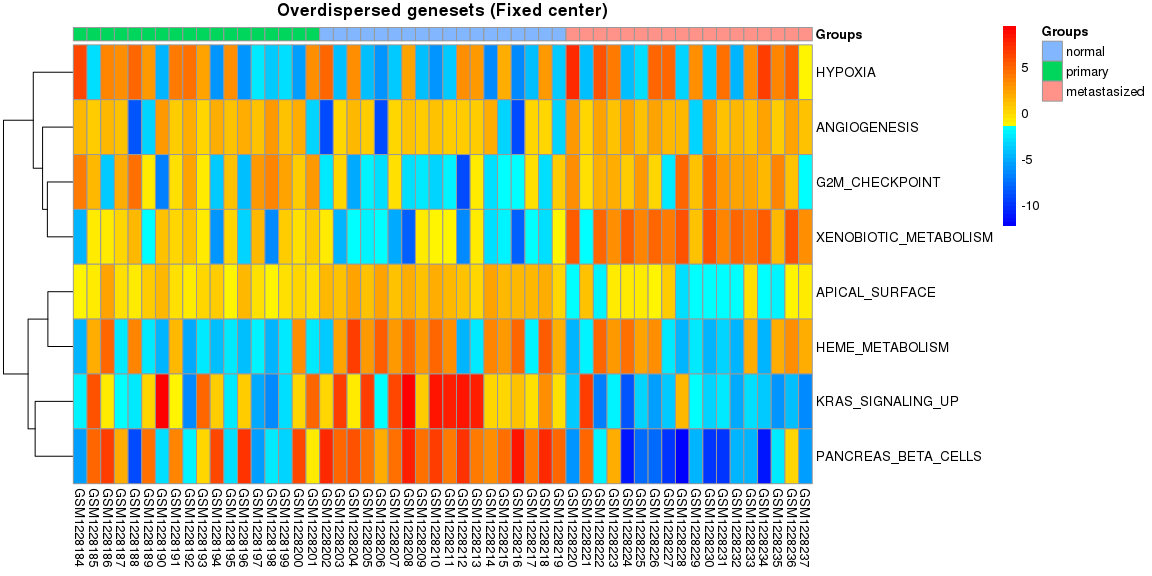 Overdispersed genesets (Fixed center)
Groups
HYPOXIA
ANGIOGENESIS
G2M_CHECKPOINT
XENOBIOTIC_METABOLISM
APICAL_SURFACE
HEME_METABOLISM
KRAS_SIGNALING_UP
PANCREAS_BETA_CELLS
5
0
-5
-10
Groups
normal
primary
metastasized
GSM1228184
GSM1228185
GSM1228186
GSM1228187
GSM1228188
GSM1228189
GSM1228190
GSM1228191
GSM1228192
GSM1228193
GSM1228194
GSM1228195
GSM1228196
GSM1228197
GSM1228198
GSM1228199
GSM1228200
GSM1228201
GSM1228202
GSM1228203
GSM1228204
GSM1228205
GSM1228206
GSM1228207
GSM1228208
GSM1228209
GSM1228210
GSM1228211
GSM1228212
GSM1228213
GSM1228214
GSM1228215
GSM1228216
GSM1228217
GSM1228218
GSM1228219
GSM1228220
GSM1228221
GSM1228222
GSM1228223
GSM1228224
GSM1228225
GSM1228226
GSM1228227
GSM1228228
GSM1228229
GSM1228230
GSM1228231
GSM1228232
GSM1228233
GSM1228234
GSM1228235
GSM1228236
GSM1228237